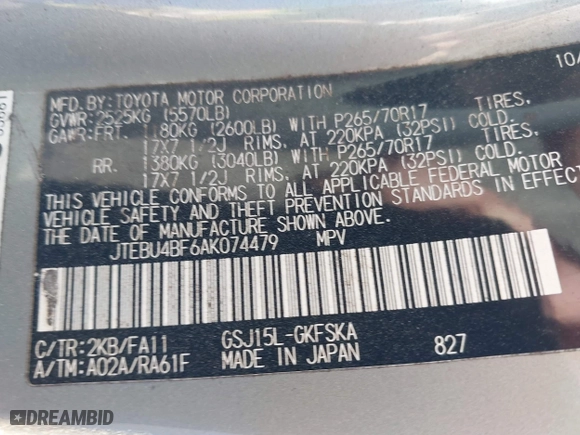 MFD.BY:TOYOTA MOTOR CORPORATION 10/
GVWR:2525KG (5570LB)
GAWR:FRT. 1180KG (2600LB) WITH P265/70R17 TIRES,
17X7 1/2J RIMS, AT 220KPA (32PSI) COLD.
RR. 1380KG (3040LB) WITH P265/70R17 TIRES,
17X7 1/2J RIMS, AT 220KPA (32PSI) COLD.
THIS VEHICLE CONFORMS TO ALL APPLICABLE FEDERAL MOTOR
VEHICLE SAFETY AND THEFT PREVENTION STANDARDS IN EFFECT
ON THE DATE OF MANUFACTURE SHOWN ABOVE.
JTEBU4BF6AK074479 MPV
C/TR:2KB/FA11 GSJ15L-GKFSKA
A/TM:A02A/RA61F MADE IN JAPAN 827
DREAMBID